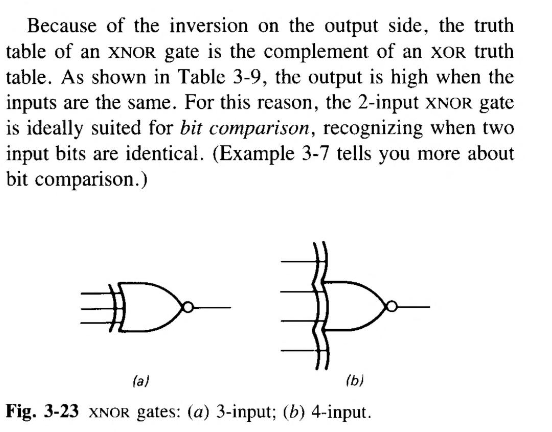 Because of the inversion on the output side, the truth
table of an XNOR gate is the complement of an XOR truth
table. As shown in Table 3-9, the output is high when the
inputs are the same. For this reason, the 2-input XNOR gate
is ideally suited for bit comparison, recognizing when two
input bits are identical. (Example 3-7 tells you more about
bit comparison.)
(a)
(b)
Fig. 3-23 XNOR gates: (a) 3-input; (b) 4-input.